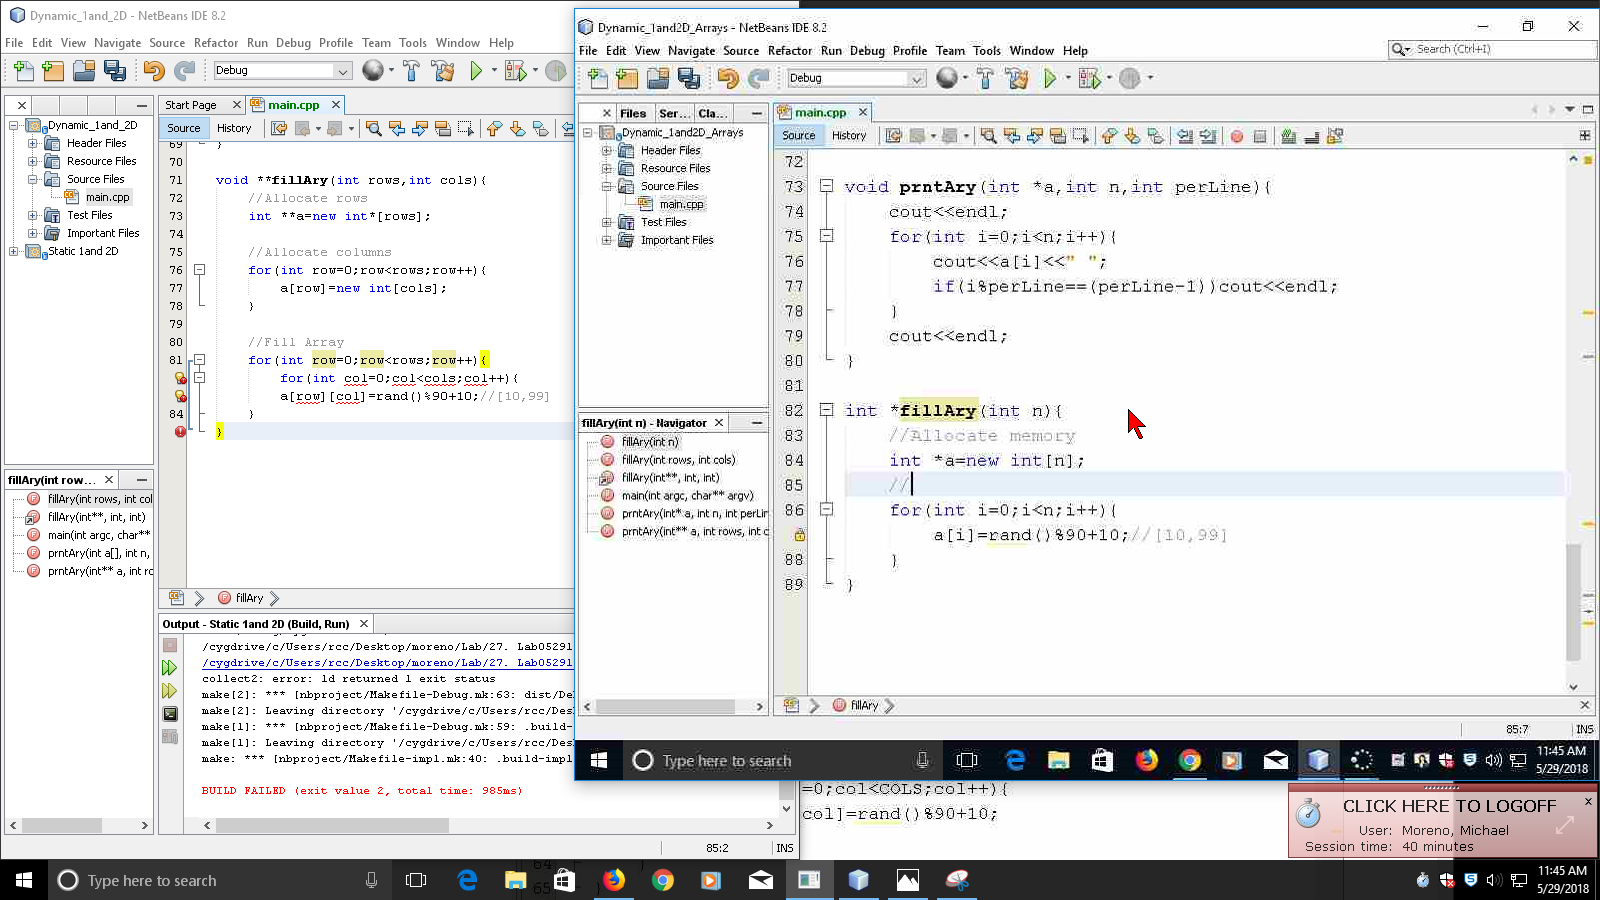 Dynamic_1and_2D - NetBeans IDE 8.2
File Edit View Navigate Source Refactor Run Debug Profile Team Tools Window Help
Debug
Dynamic_1and_2D
Header Files
Resource Files
Source Files
main.cpp
Test Files
Important Files
Static 1and 2D
Start Page
main.cpp
Source History
69 }
70
71 void **fillAry(int rows,int cols){
72 //Allocate rows
73 int **a=new int*[rows];
74
75 //Allocate columns
76 for(int row=0;row<rows;row++){
77 a[row]=new int[cols];
78 }
79
80 //Fill Array
81 for(int row=0;row<rows;row++){
for(int col=0;col<cols;col++){
a[row][col]=rand()%90+10;//[10,99]
84 }
}
fillAry
fillAry(int row...
fillAry(int rows, int col
fillAry(int**, int, int)
main(int argc, char**
prntAry(int a[], int n,
prntAry(int** a, int ro
Output - Static 1and 2D (Build, Run)
/cygdrive/c/Users/rcc/Desktop/moreno/Lab/27. Lab05291
/cygdrive/c/Users/rcc/Desktop/moreno/Lab/27. Lab05291
collect2: error: ld returned 1 exit status
make[2]: *** [nbproject/Makefile-Debug.mk:63: dist/De
make[2]: Leaving directory '/cygdrive/c/Users/rcc/Des
make[1]: *** [nbproject/Makefile-Debug.mk:59: .build-
make[1]: Leaving directory '/cygdrive/c/Users/rcc/Des
make: *** [nbproject/Makefile-impl.mk:40: .build-impl
BUILD FAILED (exit value 2, total time: 985ms)
85:2 INS
Dynamic_1and2D_Arrays - NetBeans IDE 8.2
File Edit View Navigate Source Refactor Run Debug Profile Team Tools Window Help
Search (Ctrl+I)
Debug
Files Ser... Cla...
Dynamic_1and2D_Arrays
Header Files
Resource Files
Source Files
main.cpp
Test Files
Important Files
main.cpp
Source History
72
73 void prntAry(int *a,int n,int perLine){
74 cout<<endl;
75 for(int i=0;i<n;i++){
76 cout<<a[i]<<" ";
77 if(i%perLine==(perLine-1))cout<<endl;
78 }
79 cout<<endl;
80 }
81
82 int *fillAry(int n){
83 //Allocate memory
84 int *a=new int[n];
85 //
86 for(int i=0;i<n;i++){
a[i]=rand()%90+10;//[10,99]
88 }
89 }
fillAry
fillAry(int n) - Navigator
fillAry(int n)
fillAry(int rows, int cols)
fillAry(int**, int, int)
main(int argc, char** argv)
prntAry(int* a, int n, int perLin
prntAry(int** a, int rows, int c
85:7 INS
Type here to search
11:45 AM
5/29/2018
=0;col<COLS;col++){
col]=rand()%90+10;
64
65 }
CLICK HERE TO LOGOFF
User: Moreno, Michael
Session time: 40 minutes
Type here to search
11:45 AM
5/29/2018